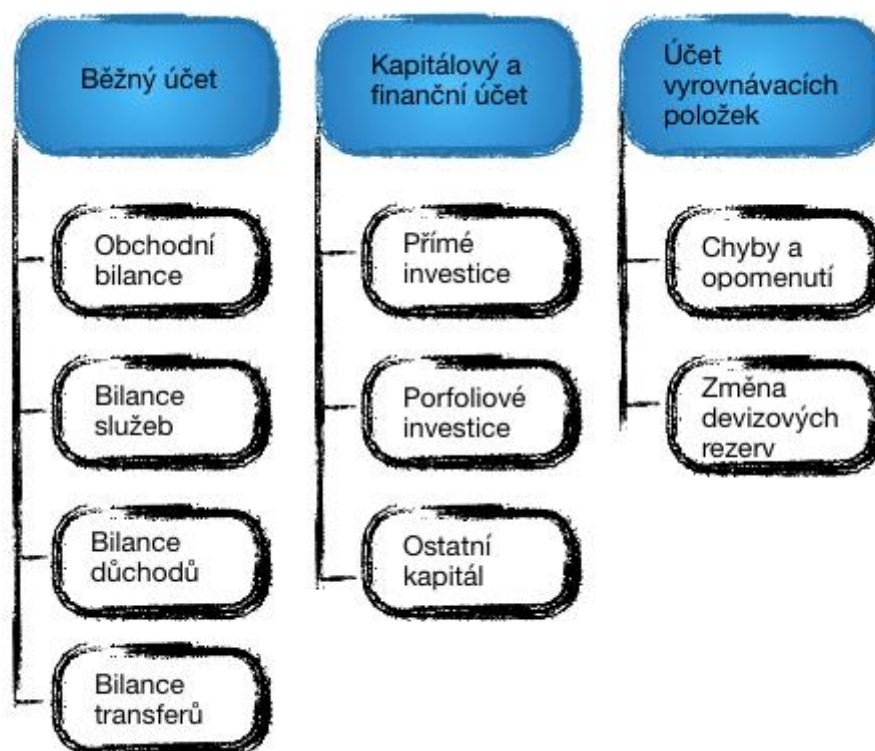 Běžný účet
Obchodní
bilance
Bilance
služeb
Bilance
důchodů
Bilance
transferů
Kapitálový a
finanční účet
Přímé
investice
Porfoliové
investice
Ostatní
kapitál
Účet
vyrovnávacích
položek
Chyby a
opomenutí
Změna
devizových
rezerv